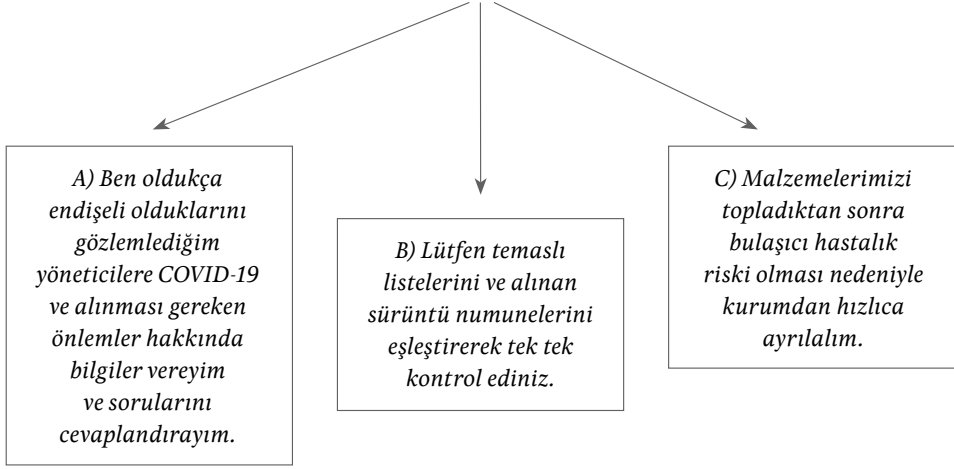 A) Ben oldukça
endişeli olduklarını
gözlemlediğim
yöneticilere COVID-19
ve alınması gereken
önlemler hakkında
bilgiler vereyim
ve sorularını
cevaplandırayım.
B) Lütfen temaslı
listelerini ve alınan
sürüntü numunelerini
eşleştirerek tek tek
kontrol ediniz.
C) Malzemelerimizi
topladıktan sonra
bulaşıcı hastalık
riski olması nedeniyle
kurumdan hızlıca
ayrılalım.